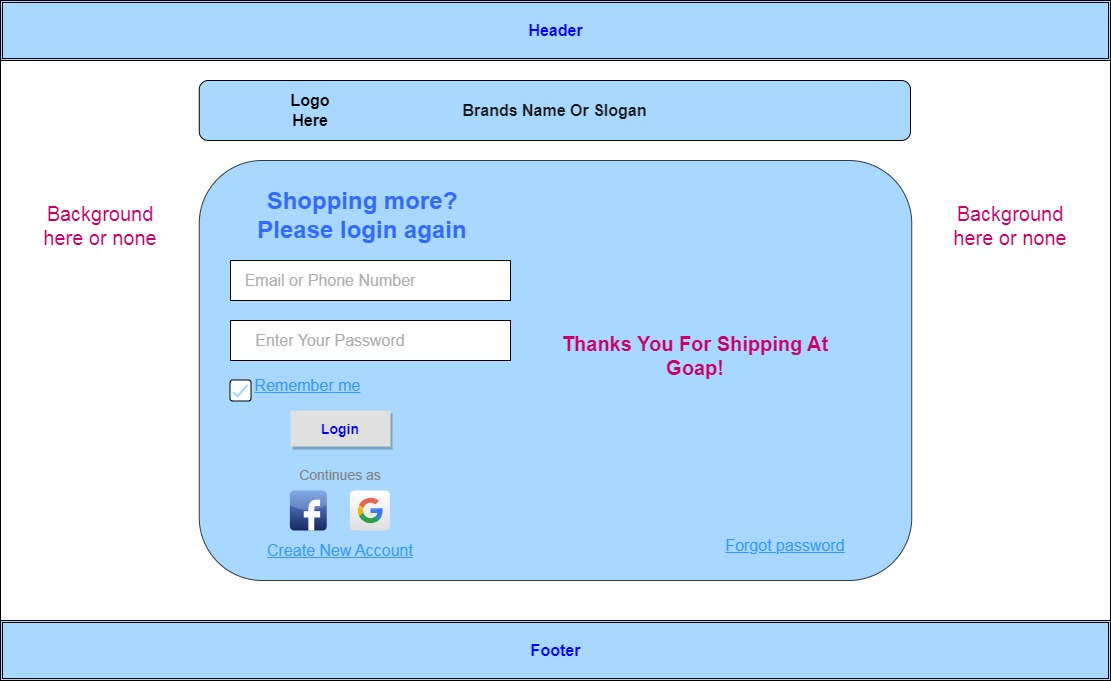 Header
Logo
Here
Brands Name Or Slogan
Shopping more?
Please login again
Background
here or none
Background
here or none
Email or Phone Number
Enter Your Password
Thanks You For Shipping At
Goap!
Remember me
Login
Continues as
Create New Account
Forgot password
Footer